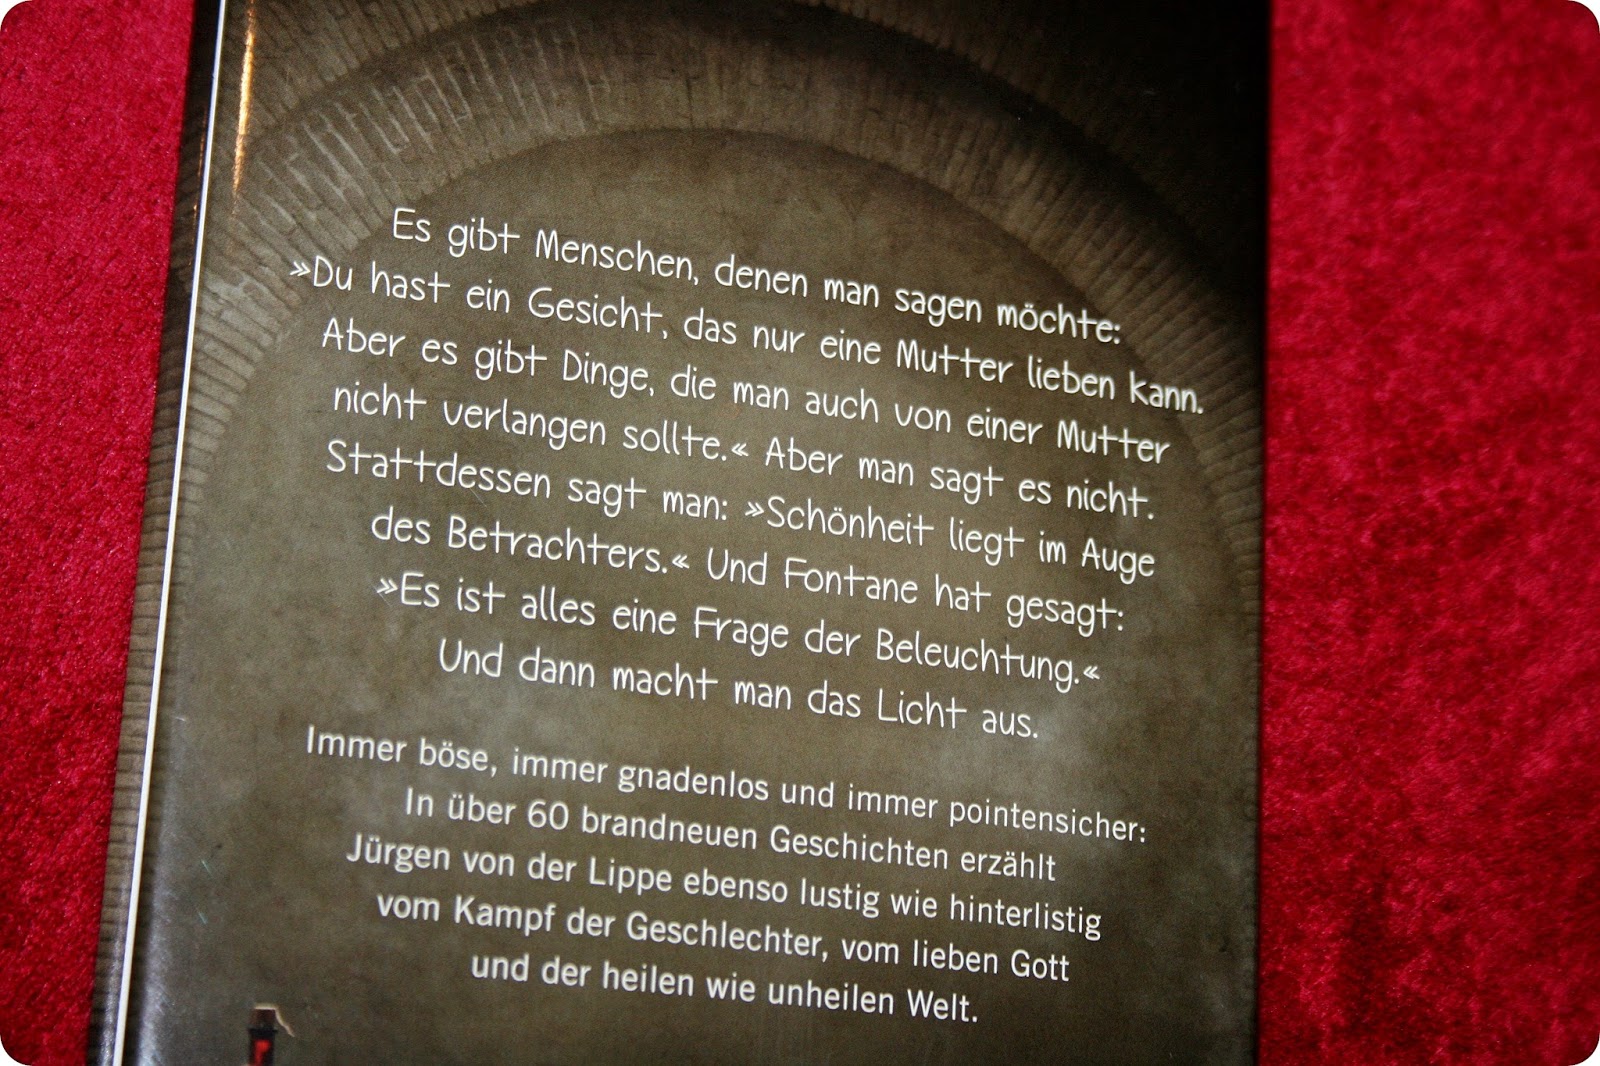 Es gibt Menschen, denen man sagen möchte:
»Du hast ein Gesicht, das nur eine Mutter lieben kann.
Aber es gibt Dinge, die man auch von einer Mutter
nicht verlangen sollte.« Aber man sagt es nicht.
Stattdessen sagt man: »Schönheit liegt im Auge
des Betrachters.« Und Fontane hat gesagt:
»Es ist alles eine Frage der Beleuchtung.«
Und dann macht man das Licht aus.
Immer böse, immer gnadenlos und immer pointensicher:
In über 60 brandneuen Geschichten erzählt
Jürgen von der Lippe ebenso lustig wie hinterlistig
vom Kampf der Geschlechter, vom lieben Gott
und der heilen wie unheilen Welt.